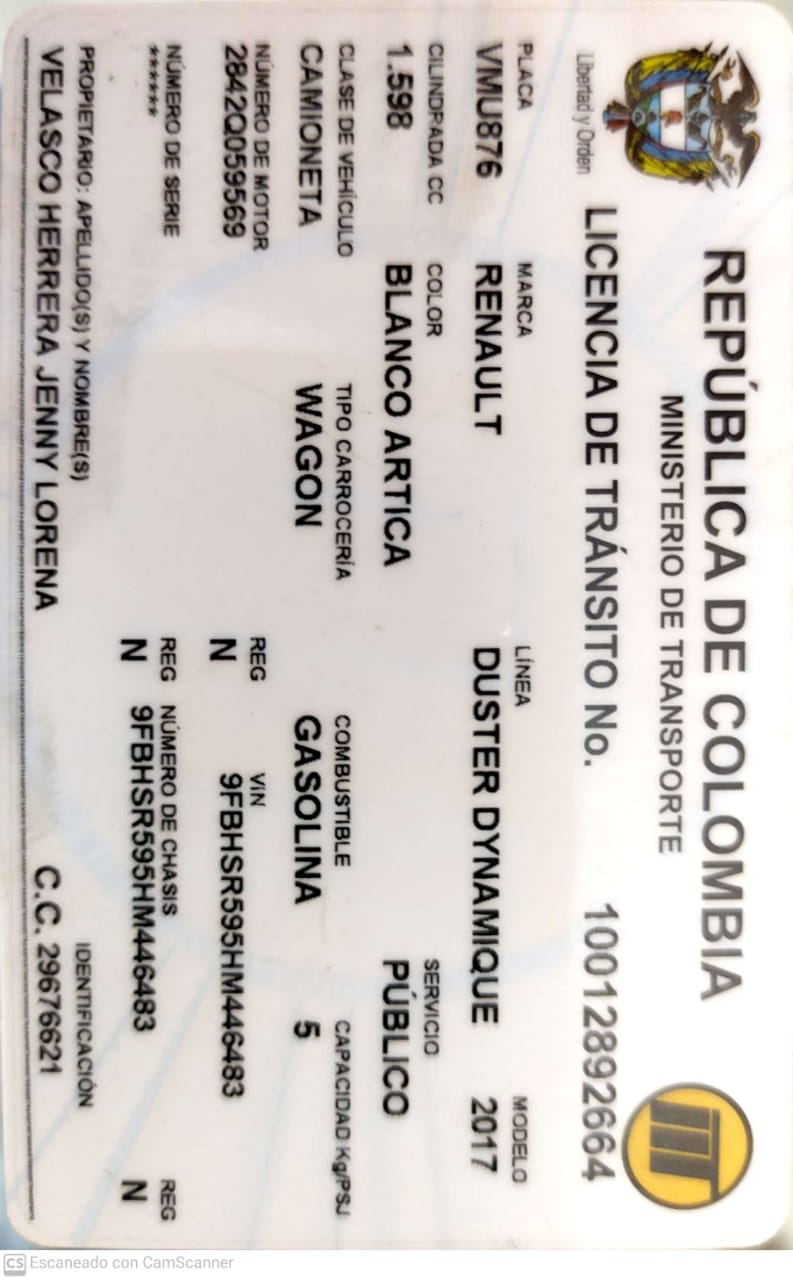 REPÚBLICA DE COLOMBIA
MINISTERIO DE TRANSPORTE
Libertad y Orden
LICENCIA DE TRÁNSITO No. 10012892664
PLACA MARCA LÍNEA MODELO
VMU876 RENAULT DUSTER DYNAMIQUE 2017
CILINDRADA CC COLOR SERVICIO
1.598 BLANCO ARTICA PÚBLICO
CLASE DE VEHÍCULO TIPO CARROCERÍA COMBUSTIBLE CAPACIDAD Kg/PSJ
CAMIONETA WAGON GASOLINA 5
NÚMERO DE MOTOR REG VIN
2842Q059569 N 9FBHSR595HM446483
NÚMERO DE SERIE REG NÚMERO DE CHASIS REG
****** N 9FBHSR595HM446483 N
PROPIETARIO: APELLIDO(S) Y NOMBRE(S) IDENTIFICACIÓN
VELASCO HERRERA JENNY LORENA C.C. 29676621
CS Escaneado con CamScanner